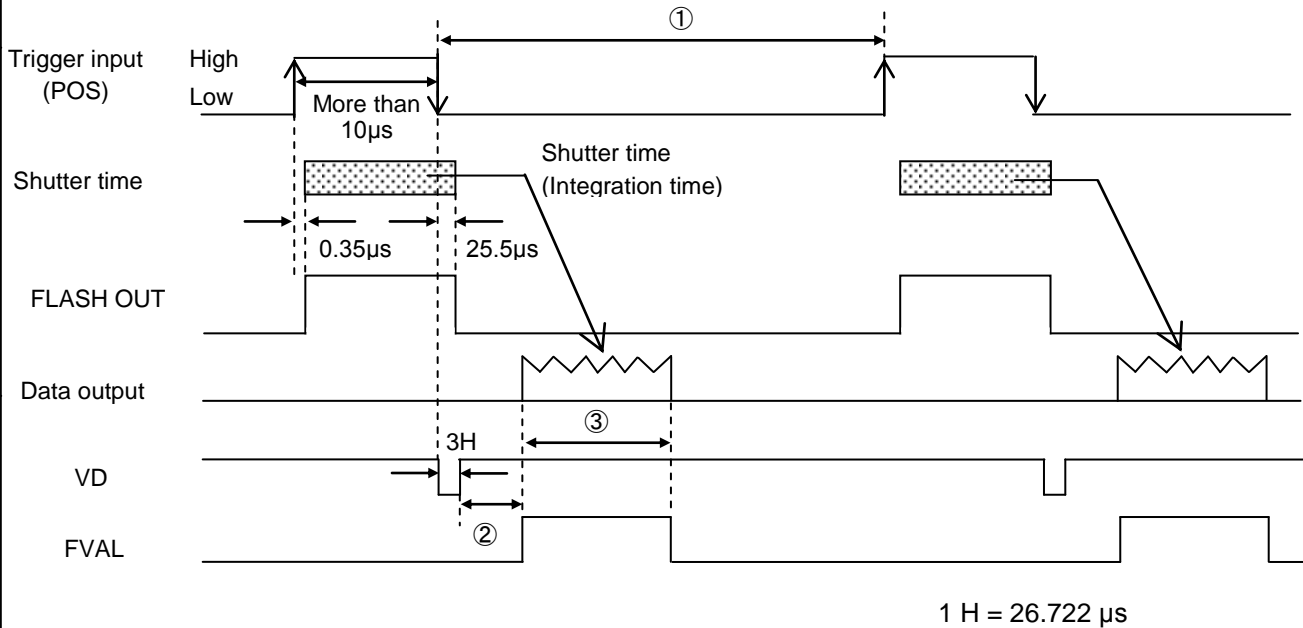 ①
Trigger input
(POS)
High
Low
More than
10µs
Shutter time
Shutter time
(Integration time)
0.35µs
25.5µs
FLASH OUT
Data output
③
3H
VD
②
FVAL
1 H = 26.722 µs